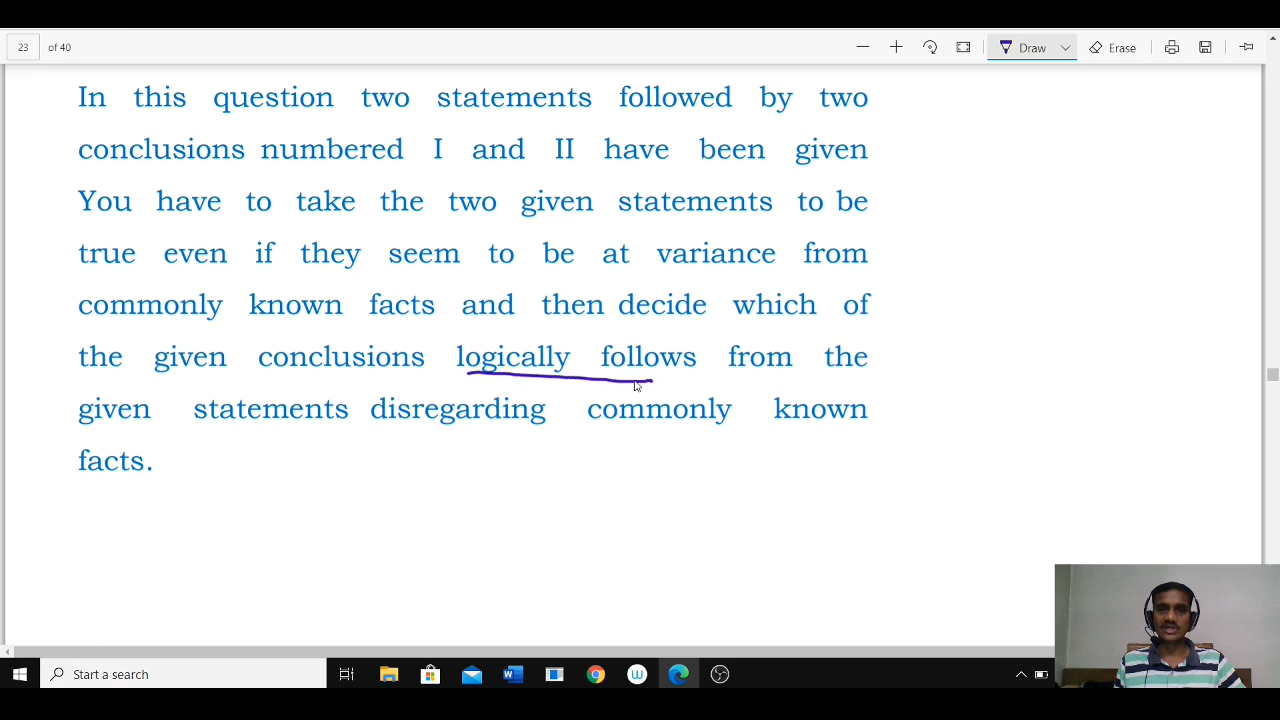 23 of 40 Draw Erase
In this question two statements followed by two
conclusions numbered I and II have been given
You have to take the two given statements to be
true even if they seem to be at variance from
commonly known facts and then decide which of
the given conclusions logically follows from the
given statements disregarding commonly known
facts.
Start a search